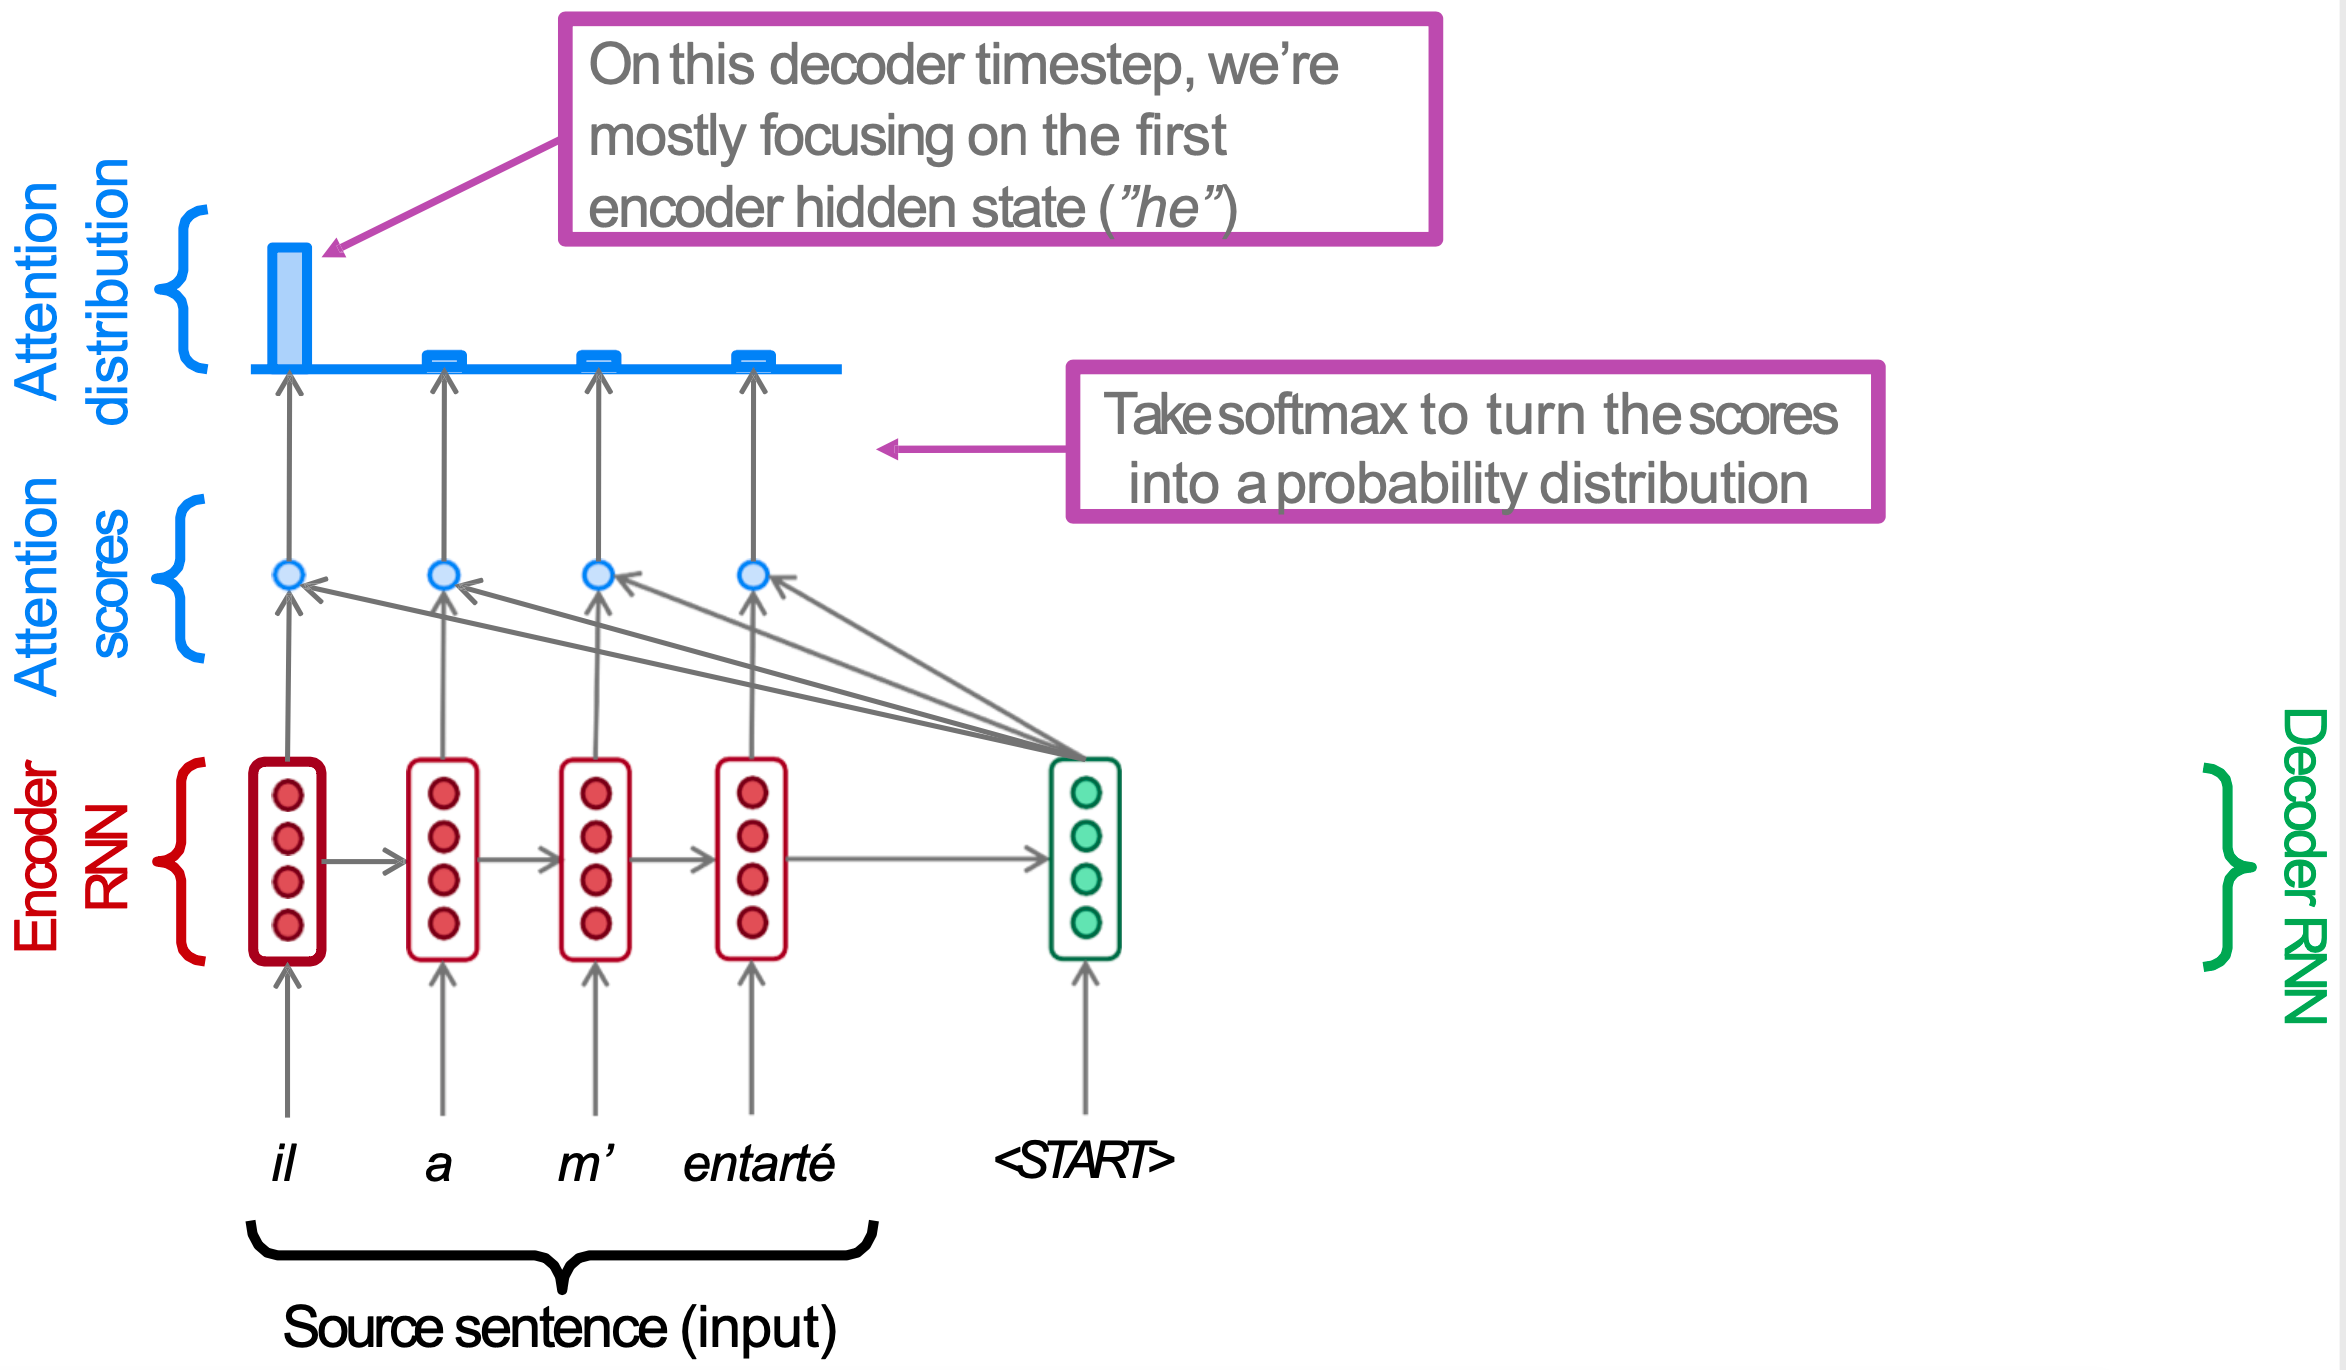 On this decoder timestep, we’re
mostly focusing on the first
encoder hidden state (”he”)
Attention
distribution
Take softmax to turn the scores
into a probability distribution
Attention
scores
Encoder
RNN
Decoder RNN
il a m’ entarté <START>
Source sentence (input)